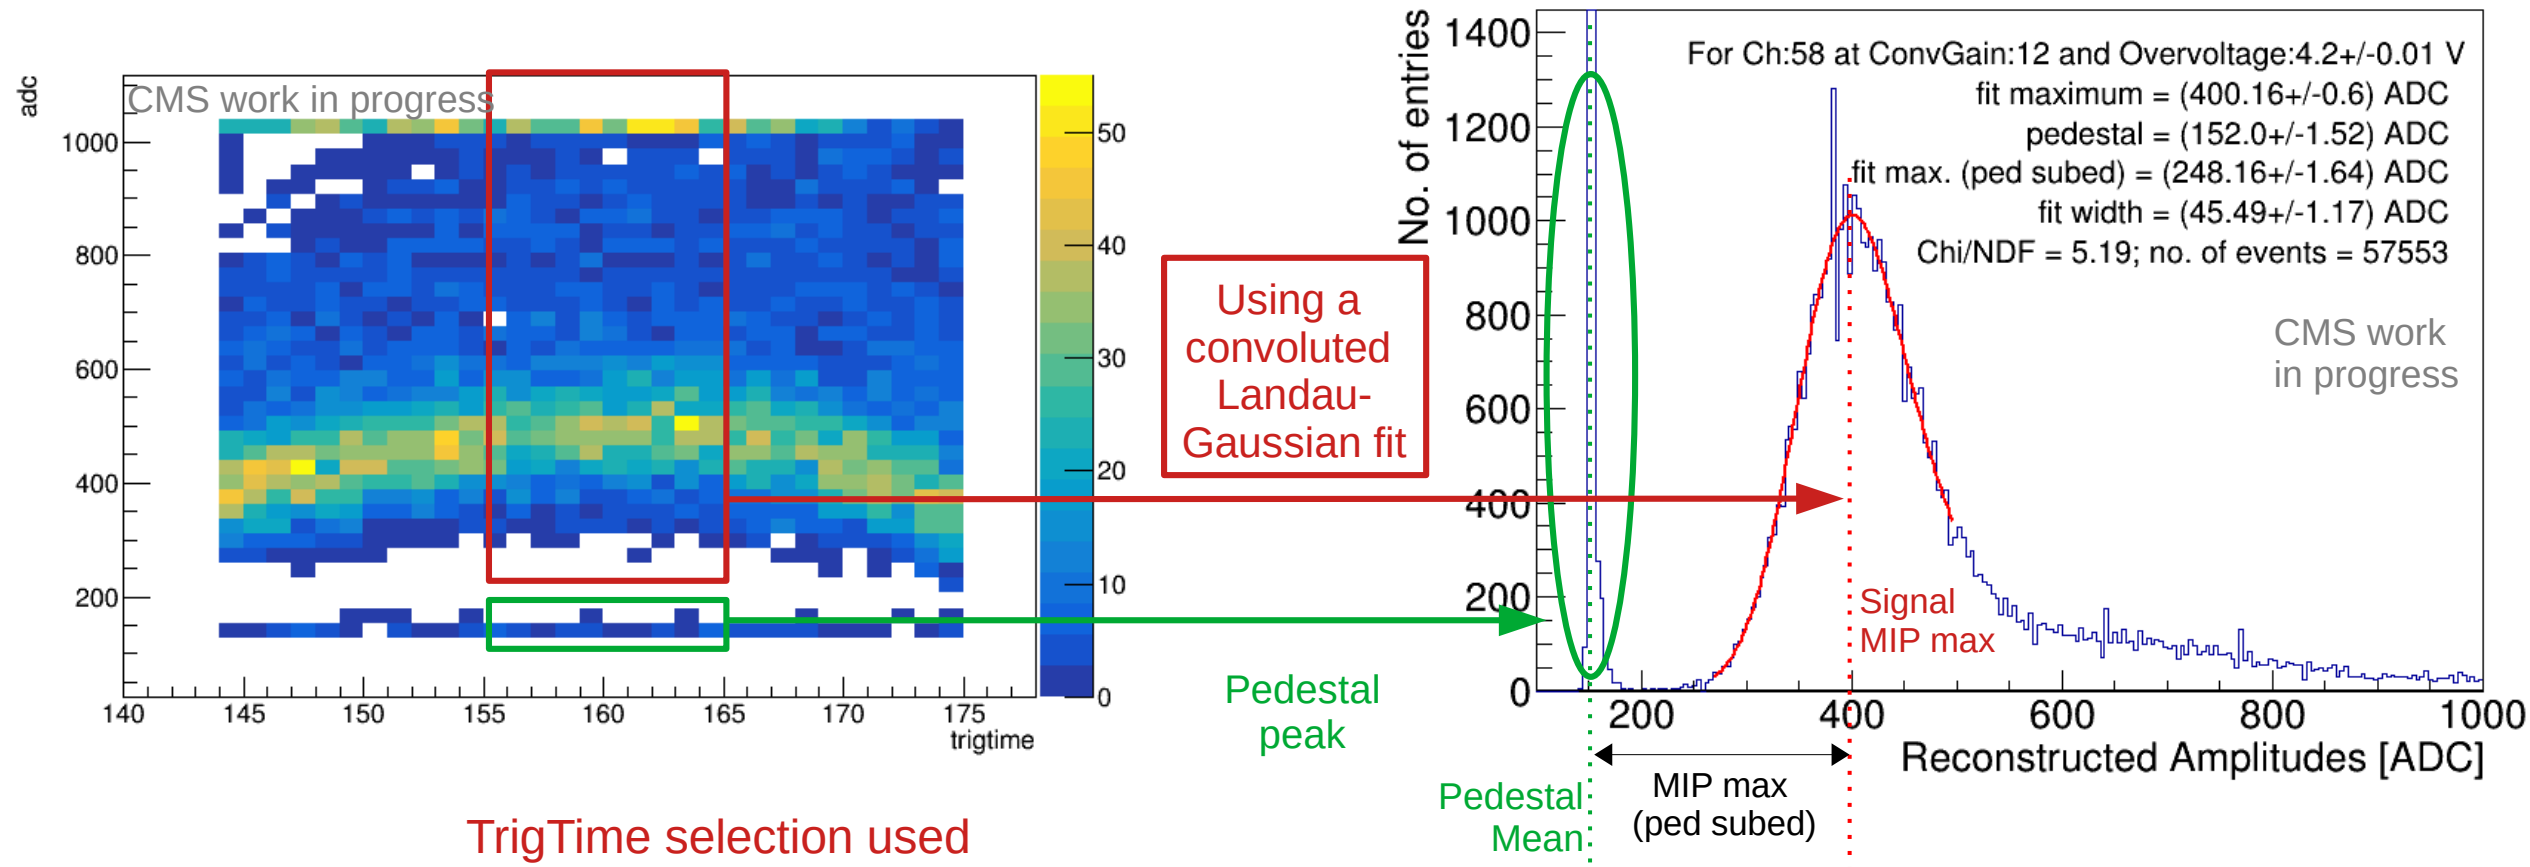 adc
CMS work in progress
1000
800
600
400
200
140
145
150
155
160
165
170
175
trigtime
50
40
30
20
10
0
TrigTime selection used
Using a
convoluted
Landau-
Gaussian fit
Pedestal
peak
No. of entries
1400
1200
1000
800
600
400
200
0
For Ch:58 at ConvGain:12 and Overvoltage:4.2+/-0.01 V
fit maximum = (400.16+/-0.6) ADC
pedestal = (152.0+/-1.52) ADC
fit max. (ped subed) = (248.16+/-1.64) ADC
fit width = (45.49+/-1.17) ADC
Chi/NDF = 5.19; no. of events = 57553
CMS work
in progress
Signal
MIP max
200
400
600
800
1000
Reconstructed Amplitudes [ADC]
Pedestal
Mean
MIP max
(ped subed)